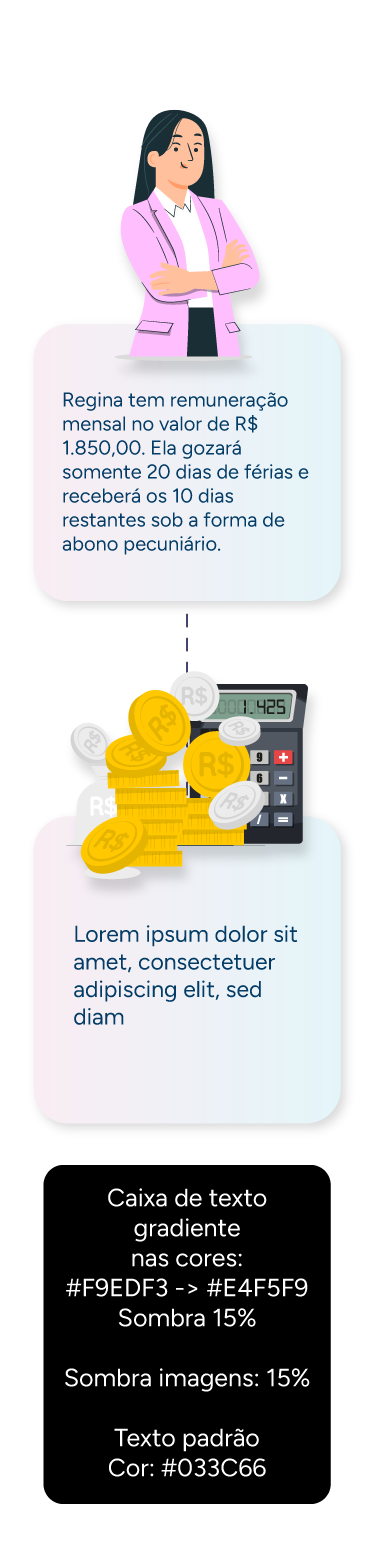 Regina tem remuneração
mensal no valor de R$
1.850,00. Ela gozará
somente 20 dias de férias e
receberá os 10 dias
restantes sob a forma de
abono pecuniário.
R$
1.425
R$
R$
R$
R$
R$
9 +
R$
6 -
R$
X
/ =
R$
Lorem ipsum dolor sit
amet, consectetuer
adipiscing elit, sed
diam
Caixa de texto
gradiente
nas cores:
#F9EDF3 -> #E4F5F9
Sombra 15%
Sombra imagens: 15%
Texto padrão
Cor: #033C66